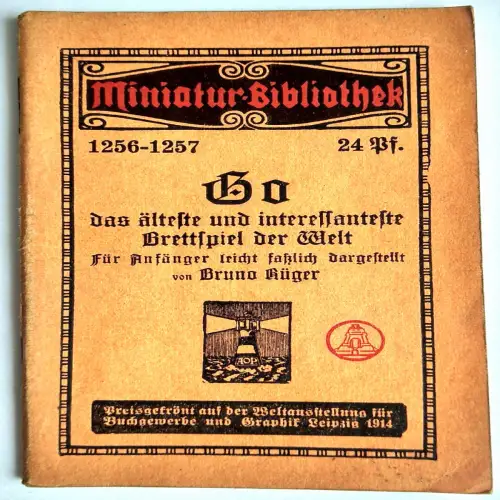 Miniatur-Bibliothek
1256-1257 24 Pf.
Go
das älteste und interessanteste
Brettspiel der Welt
Für Anfänger leicht faßlich dargestellt
von Bruno Rüger
AOP
Preisgekrönt auf der Weltausstellung für
Buchgewerbe und Graphik Leipzig 1914